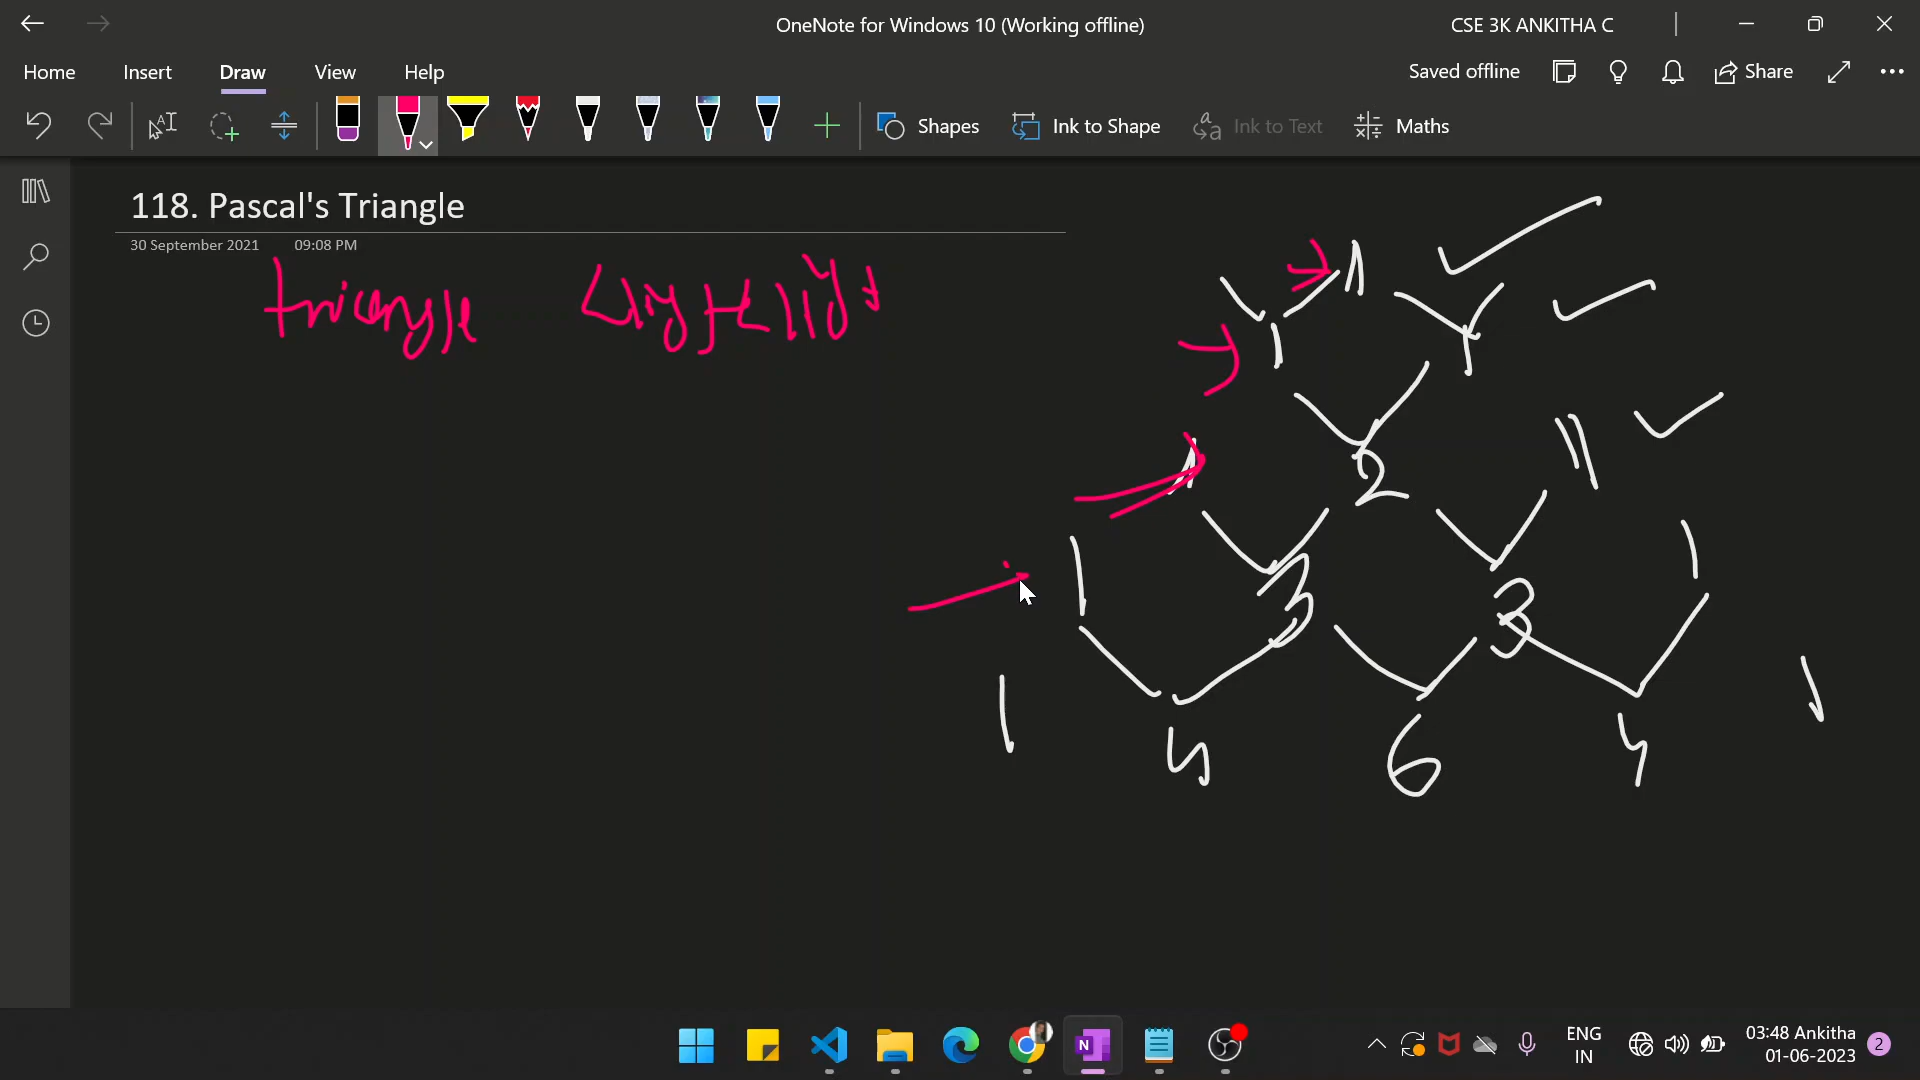 OneNote for Windows 10 (Working offline)
CSE 3K ANKITHA C
Home Insert Draw View Help
Saved offline
Share
Shapes
Ink to Shape
Ink to Text
Maths
118. Pascal's Triangle
30 September 2021 09:08 PM
triangle
1
1 1
1 2 1
1 3 3 1
1 4 6 4 1
ENG
IN
03:48 Ankitha
01-06-2023
2